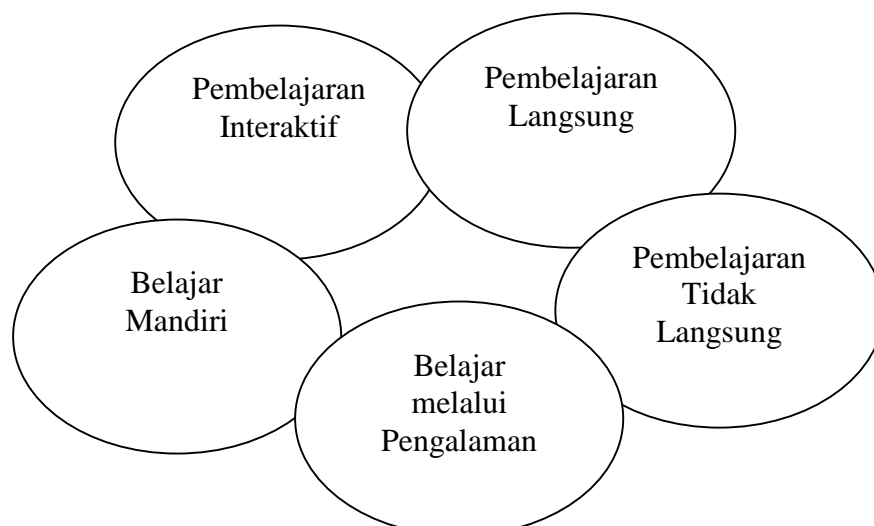 Pembelajaran
Interaktif
Pembelajaran
Langsung
Belajar
Mandiri
Pembelajaran
Tidak
Langsung
Belajar
melalui
Pengalaman